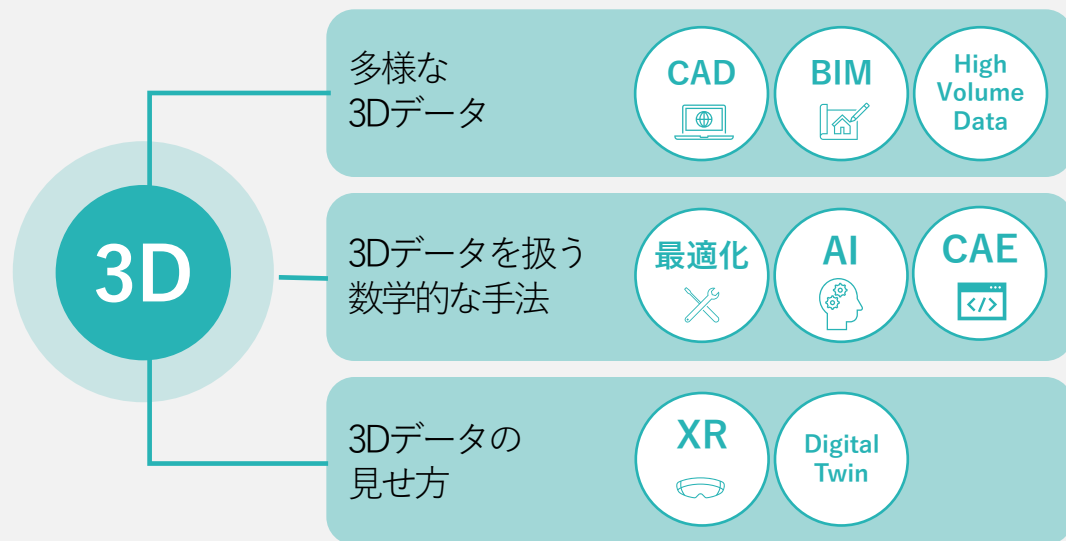 3D
多様な
3Dデータ
CAD
BIM
High
Volume
Data
3Dデータを扱う
数学的な手法
最適化
AI
CAE
</>
3Dデータの
見せ方
XR
Digital
Twin